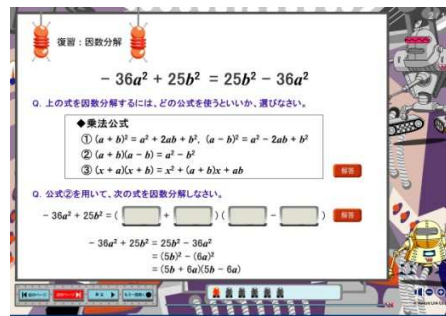 復習：因数分解
－36a² + 25b² = 25b² － 36a²
Q. 上の式を因数分解するには、どの公式を使うといいか、選びなさい。
◆乗法公式
① (a + b)² = a² + 2ab + b², (a － b)² = a² － 2ab + b²
② (a + b)(a － b) = a² － b²
③ (x + a)(x + b) = x² + (a + b)x + ab
解答
Q. 公式②を用いて、次の式を因数分解しなさい。
－36a² + 25b² = ( + ) ( － )
解答
－36a² + 25b² = 25b² － 36a²
= (5b)² － (6a)²
= (5b + 6a)(5b － 6a)